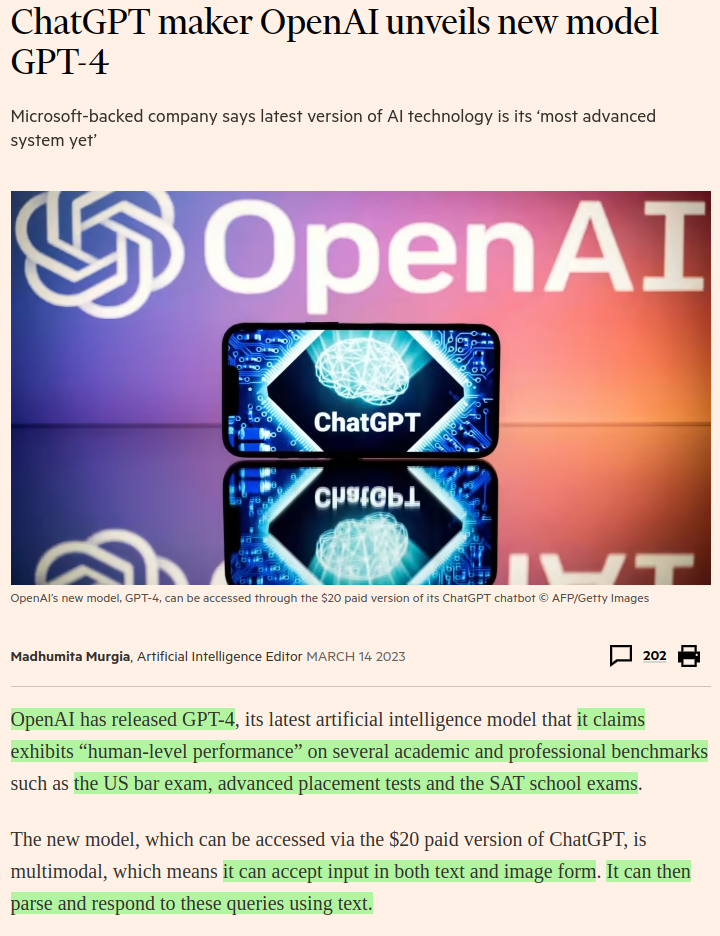 ChatGPT maker OpenAI unveils new model
GPT-4
Microsoft-backed company says latest version of AI technology is its ‘most advanced
system yet’
OpenAI
ChatGPT
ChatGPT
OpenAI’s new model, GPT-4, can be accessed through the $20 paid version of its ChatGPT chatbot © AFP/Getty Images
Madhumita Murgia, Artificial Intelligence Editor MARCH 14 2023
202
OpenAI has released GPT-4, its latest artificial intelligence model that it claims
exhibits “human-level performance” on several academic and professional benchmarks
such as the US bar exam, advanced placement tests and the SAT school exams.
The new model, which can be accessed via the $20 paid version of ChatGPT, is
multimodal, which means it can accept input in both text and image form. It can then
parse and respond to these queries using text.